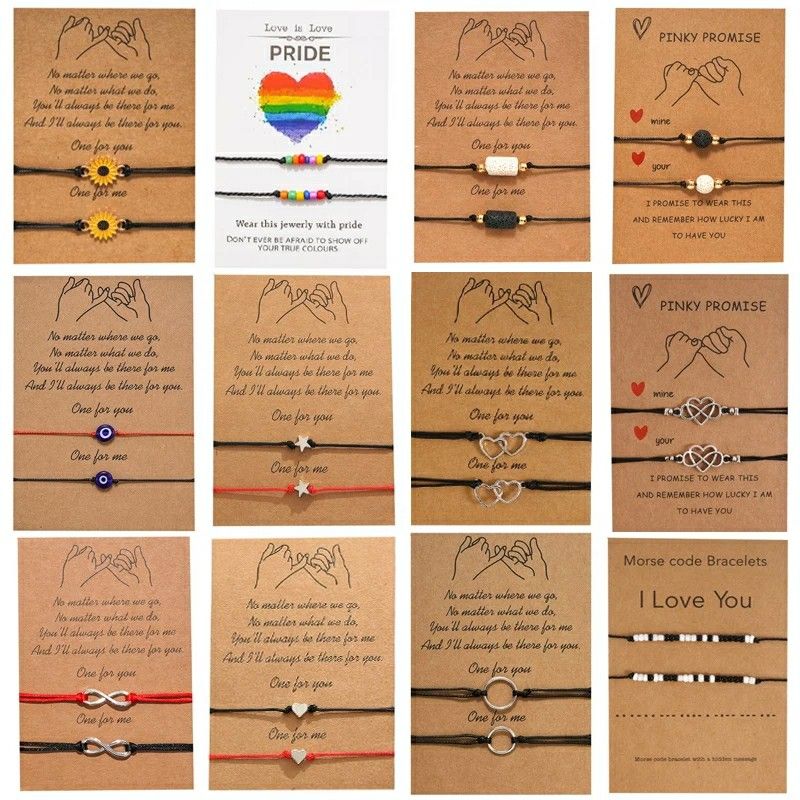 No matter where we go,
No matter what we do,
You'll always be there for me
And I'll always be there for you.
One for you
One for me
Love is Love
PRIDE
Wear this jewerly with pride
DON'T EVER BE AFRAID TO SHOW OFF
YOUR TRUE COLOURS
No matter where we go,
No matter what we do,
You'll always be there for me
And I'll always be there for you.
One for you
One for me
PINKY PROMISE
mine
your
I PROMISE TO WEAR THIS
AND REMEMBER HOW LUCKY I AM
TO HAVE YOU
No matter where we go,
No matter what we do,
You'll always be there for me
And I'll always be there for you.
One for you
One for me
No matter where we go,
No matter what we do,
You'll always be there for me
And I'll always be there for you.
One for you
One for me
No matter where we go,
No matter what we do,
You'll always be there for me
And I'll always be there for you.
One for you
One for me
PINKY PROMISE
mine
your
I PROMISE TO WEAR THIS
AND REMEMBER HOW LUCKY I AM
TO HAVE YOU
No matter where we go,
No matter what we do,
You'll always be there for me
And I'll always be there for you.
One for you
One for me
No matter where we go,
No matter what we do,
You'll always be there for me
And I'll always be there for you.
One for you
One for me
No matter where we go,
No matter what we do,
You'll always be there for me
And I'll always be there for you.
One for you
One for me
Morse code Bracelets
I Love You
Morse code bracelet with a hidden message